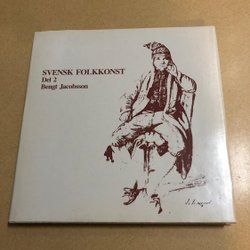 SVENSK FOLKKONST
Del 2
Bengt Jacobsson